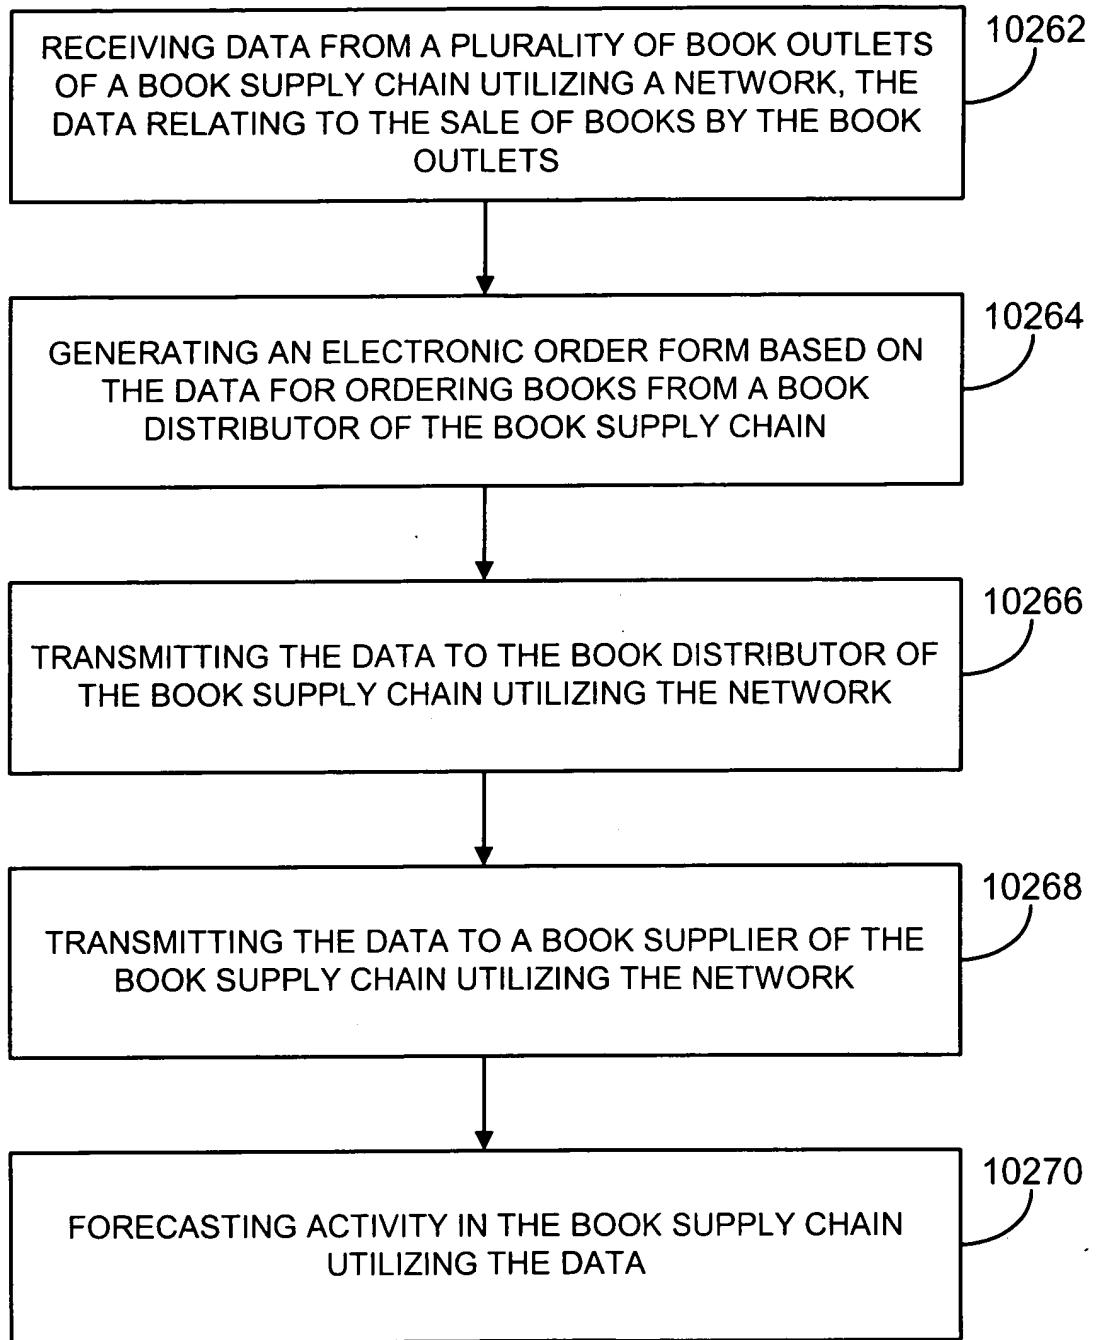 RECEIVING DATA FROM A PLURALITY OF BOOK OUTLETS
OF A BOOK SUPPLY CHAIN UTILIZING A NETWORK, THE
DATA RELATING TO THE SALE OF BOOKS BY THE BOOK
OUTLETS
10262
GENERATING AN ELECTRONIC ORDER FORM BASED ON
THE DATA FOR ORDERING BOOKS FROM A BOOK
DISTRIBUTOR OF THE BOOK SUPPLY CHAIN
10264
TRANSMITTING THE DATA TO THE BOOK DISTRIBUTOR OF
THE BOOK SUPPLY CHAIN UTILIZING THE NETWORK
10266
TRANSMITTING THE DATA TO A BOOK SUPPLIER OF THE
BOOK SUPPLY CHAIN UTILIZING THE NETWORK
10268
FORECASTING ACTIVITY IN THE BOOK SUPPLY CHAIN
UTILIZING THE DATA
10270